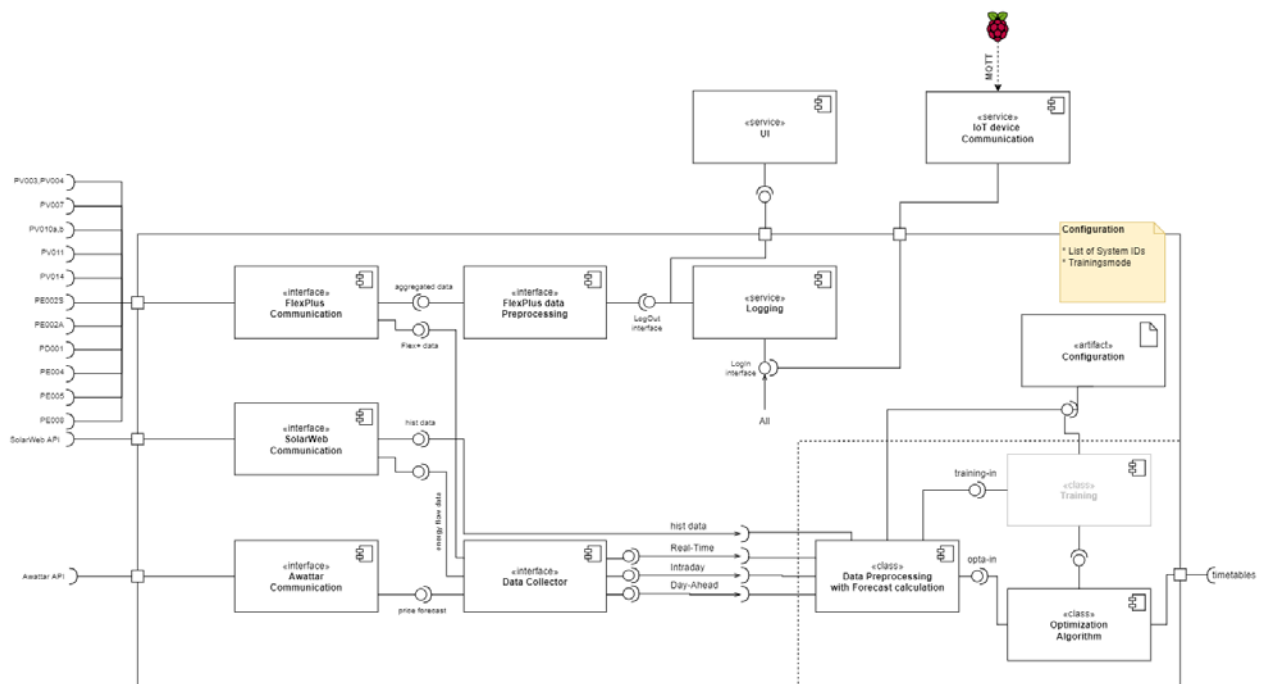 MQTT
«service»
UI
«service»
IoT device
Communication
PV003,PV004
PV007
PV010a,b
PV011
PV014
PE002S
PE002A
PD001
PE004
PE005
PE008
SolarWeb API
Awattar API
Configuration
* List of System IDs
* Trainingsmode
«interface»
FlexPlus
Communication
aggregated data
Flex+ data
«interface»
FlexPlus data
Preprocessing
LogOut
interface
«service»
Logging
LogIn
interface
All
«artifact»
Configuration
«interface»
SolarWeb
Communication
hist data
energy flow data
«class»
Training
training-in
«interface»
Awattar
Communication
price forecast
«interface»
Data Collector
hist data
Real-Time
Intraday
Day-Ahead
«class»
Data Preprocessing
with Forecast calculation
opta-in
«class»
Optimization
Algorithm
timetables